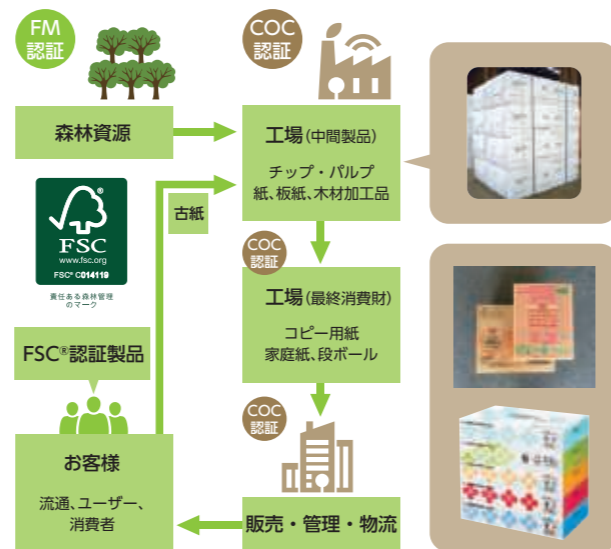 FM
認証
COC
認証
森林資源
工場(中間製品)
チップ・パルプ
紙、板紙、木材加工品
古紙
FSC
www.fsc.org
FSC® C014119
責任ある森林管理
のマーク
COC
認証
工場(最終消費財)
コピー用紙
家庭紙、段ボール
FSC®認証製品
COC
認証
お客様
流通、ユーザー、
消費者
販売・管理・物流